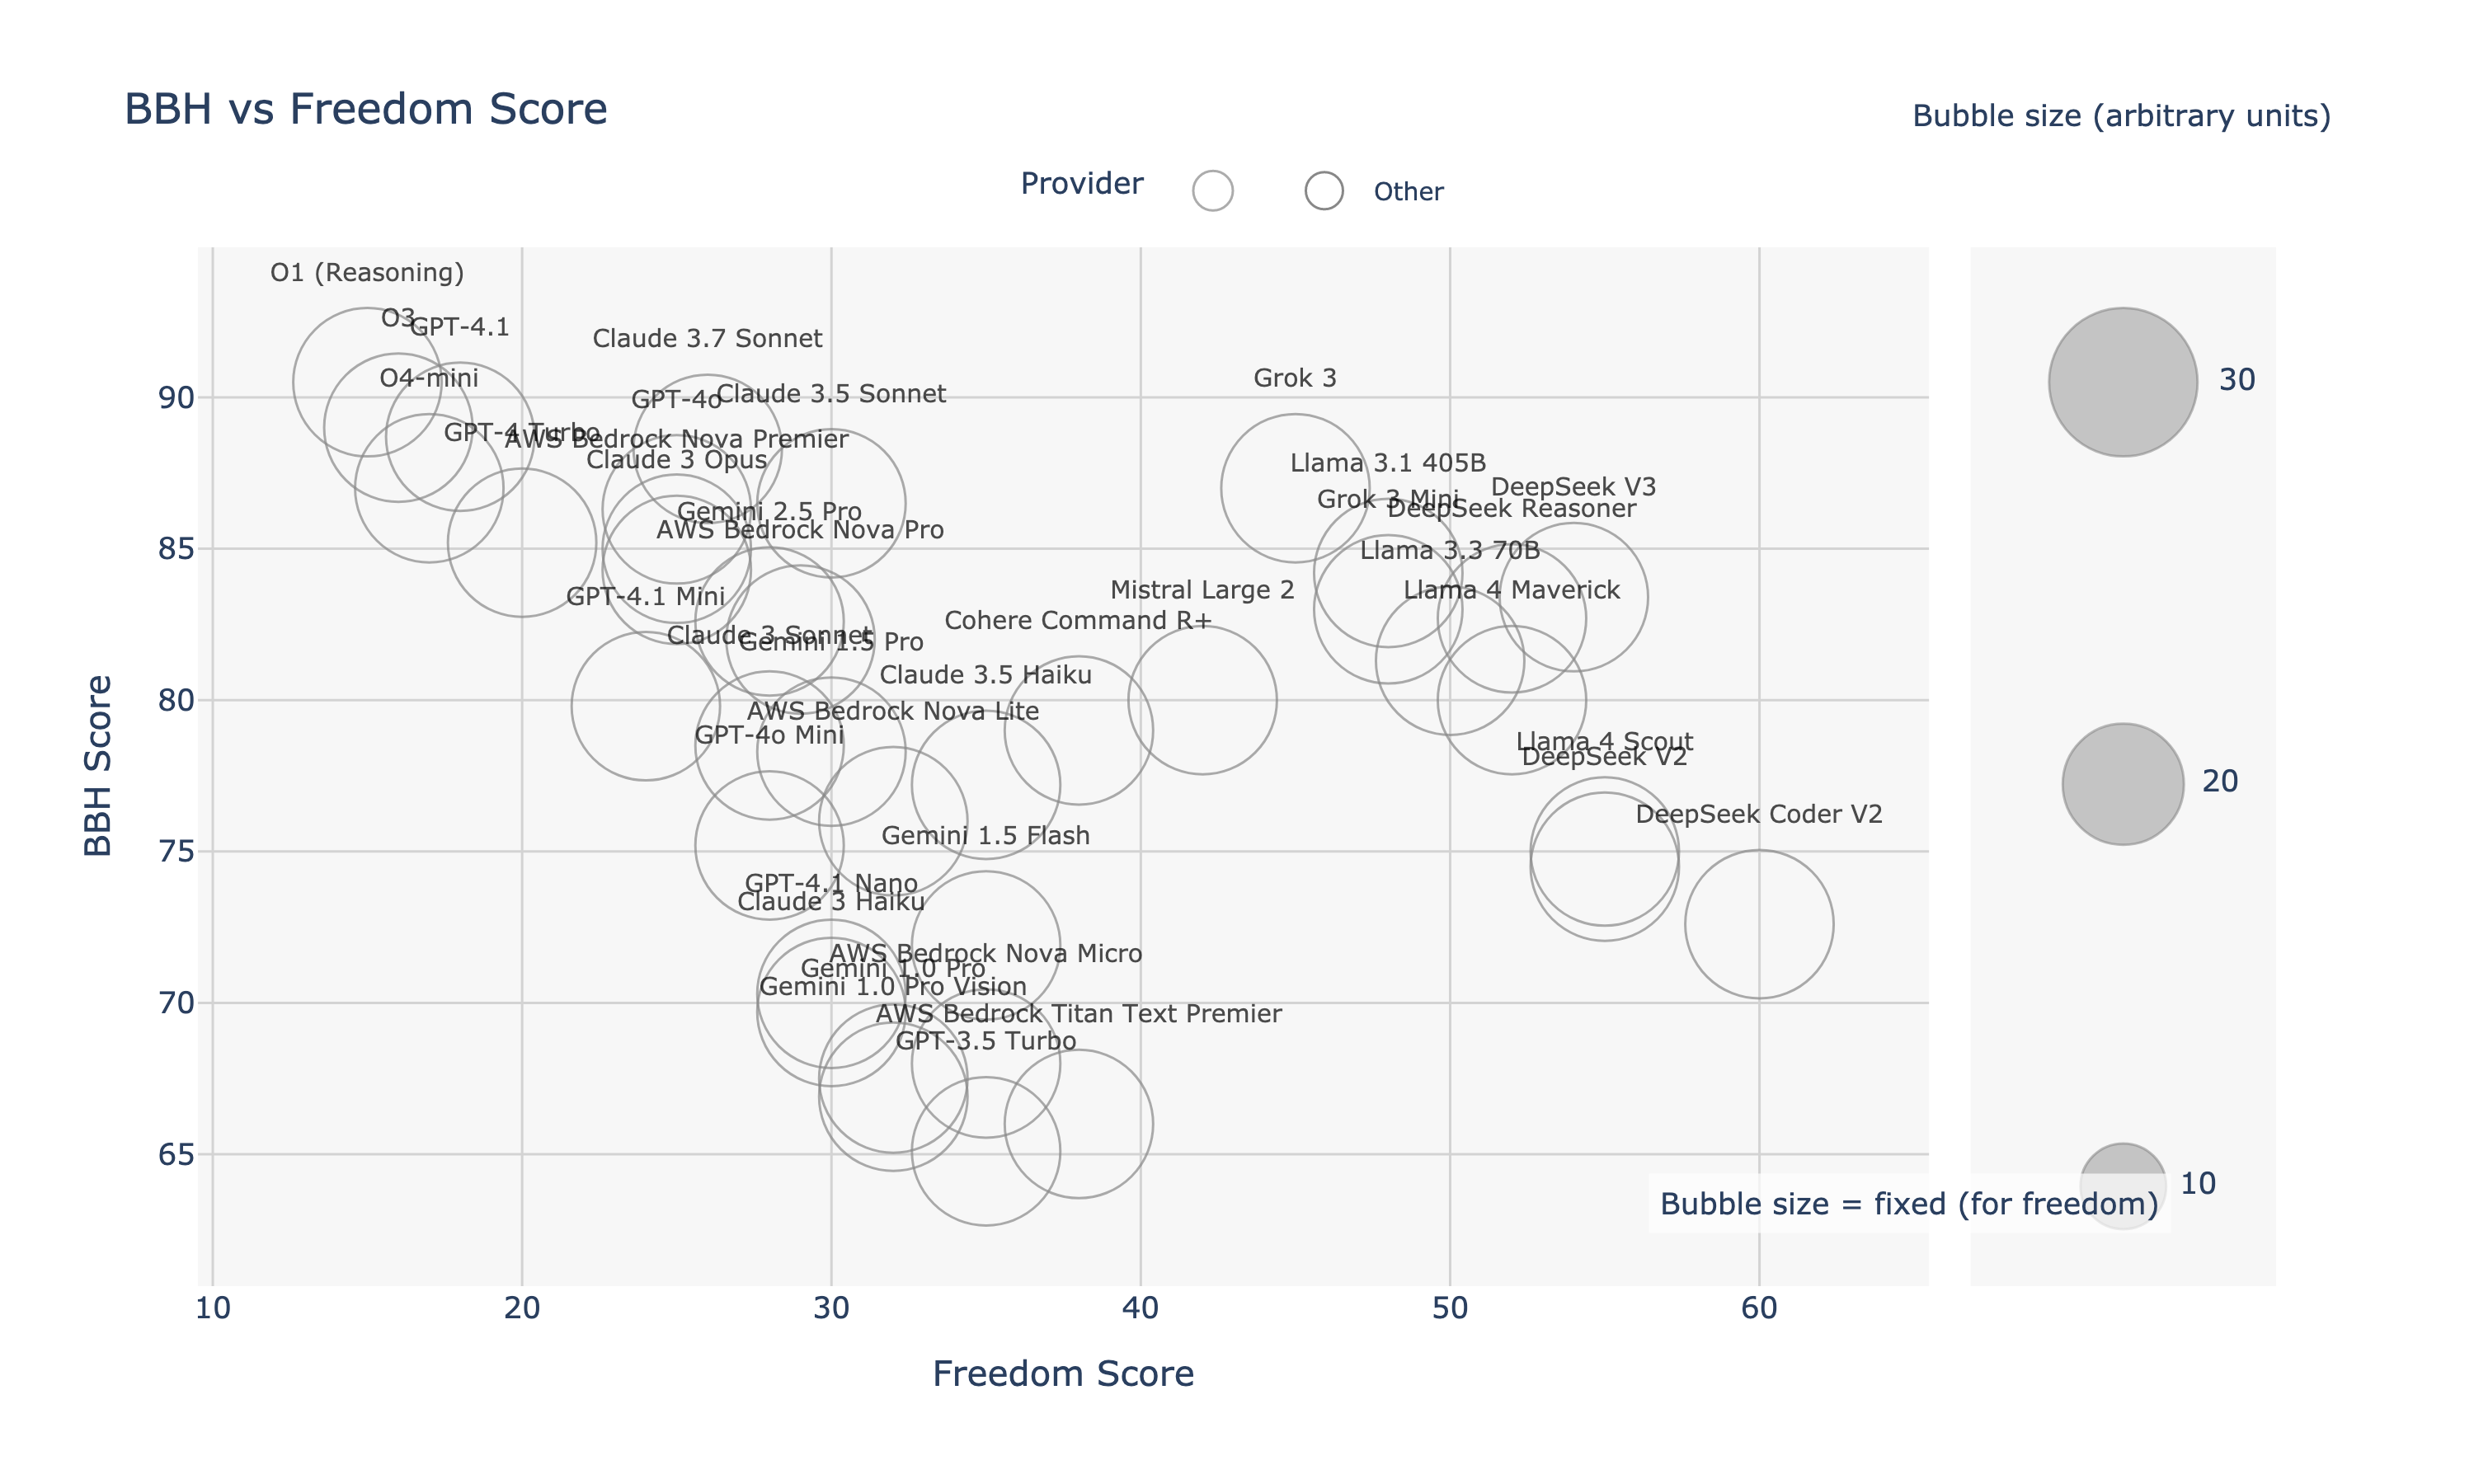 BBH vs Freedom Score
Bubble size (arbitrary units)
Provider
Other
O1 (Reasoning)
O3
GPT-4.1
Claude 3.7 Sonnet
O4-mini
Grok 3
GPT-4o
Claude 3.5 Sonnet
GPT-4 Turbo
AWS Bedrock Nova Premier
Claude 3 Opus
Llama 3.1 405B
DeepSeek V3
Grok 3 Mini
DeepSeek Reasoner
Gemini 2.5 Pro
AWS Bedrock Nova Pro
Llama 3.3 70B
Llama 4 Maverick
Mistral Large 2
GPT-4.1 Mini
Cohere Command R+
Claude 3 Sonnet
Gemini 1.5 Pro
Claude 3.5 Haiku
AWS Bedrock Nova Lite
GPT-4o Mini
Llama 4 Scout
DeepSeek V2
DeepSeek Coder V2
Gemini 1.5 Flash
GPT-4.1 Nano
Claude 3 Haiku
AWS Bedrock Nova Micro
Gemini 1.0 Pro
Gemini 1.0 Pro Vision
AWS Bedrock Titan Text Premier
GPT-3.5 Turbo
90
85
80
75
70
65
BBH Score
10
20
30
40
50
60
Freedom Score
30
20
10
Bubble size = fixed (for freedom)